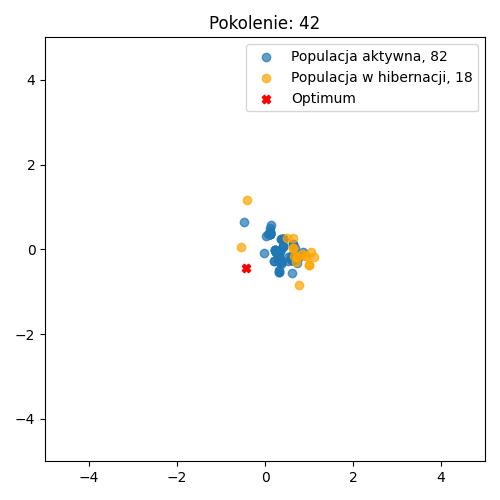 Pokolenie: 42
Populacja aktywna, 82
Populacja w hibernacji, 18
Optimum
4
2
0
−2
−4
−4 −2 0 2 4